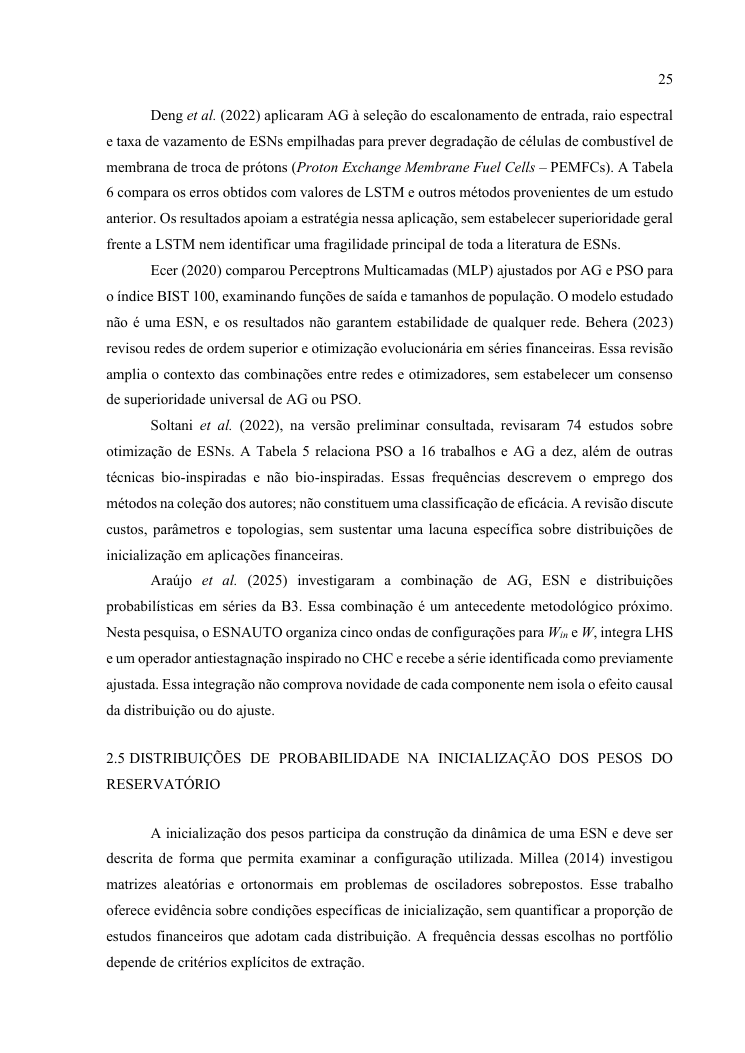 25
Deng et al. (2022) aplicaram AG à seleção do escalonamento de entrada, raio espectral
e taxa de vazamento de ESNs empilhadas para prever degradação de células de combustível de
membrana de troca de prótons (Proton Exchange Membrane Fuel Cells – PEMFCs). A Tabela
6 compara os erros obtidos com valores de LSTM e outros métodos provenientes de um estudo
anterior. Os resultados apoiam a estratégia nessa aplicação, sem estabelecer superioridade geral
frente a LSTM nem identificar uma fragilidade principal de toda a literatura de ESNs.
Ecer (2020) comparou Perceptrons Multicamadas (MLP) ajustados por AG e PSO para
o índice BIST 100, examinando funções de saída e tamanhos de população. O modelo estudado
não é uma ESN, e os resultados não garantem estabilidade de qualquer rede. Behera (2023)
revisou redes de ordem superior e otimização evolucionária em séries financeiras. Essa revisão
amplia o contexto das combinações entre redes e otimizadores, sem estabelecer um consenso
de superioridade universal de AG ou PSO.
Soltani et al. (2022), na versão preliminar consultada, revisaram 74 estudos sobre
otimização de ESNs. A Tabela 5 relaciona PSO a 16 trabalhos e AG a dez, além de outras
técnicas bio-inspiradas e não bio-inspiradas. Essas frequências descrevem o emprego dos
métodos na coleção dos autores; não constituem uma classificação de eficácia. A revisão discute
custos, parâmetros e topologias, sem sustentar uma lacuna específica sobre distribuições de
inicialização em aplicações financeiras.
Araújo et al. (2025) investigaram a combinação de AG, ESN e distribuições
probabilísticas em séries da B3. Essa combinação é um antecedente metodológico próximo.
Nesta pesquisa, o ESNAUTO organiza cinco ondas de configurações para Win e W, integra LHS
e um operador antiestagnação inspirado no CHC e recebe a série identificada como previamente
ajustada. Essa integração não comprova novidade de cada componente nem isola o efeito causal
da distribuição ou do ajuste.
2.5 DISTRIBUIÇÕES DE PROBABILIDADE NA INICIALIZAÇÃO DOS PESOS DO
RESERVATÓRIO
A inicialização dos pesos participa da construção da dinâmica de uma ESN e deve ser
descrita de forma que permita examinar a configuração utilizada. Millea (2014) investigou
matrizes aleatórias e ortonormais em problemas de osciladores sobrepostos. Esse trabalho
oferece evidência sobre condições específicas de inicialização, sem quantificar a proporção de
estudos financeiros que adotam cada distribuição. A frequência dessas escolhas no portfólio
depende de critérios explícitos de extração.